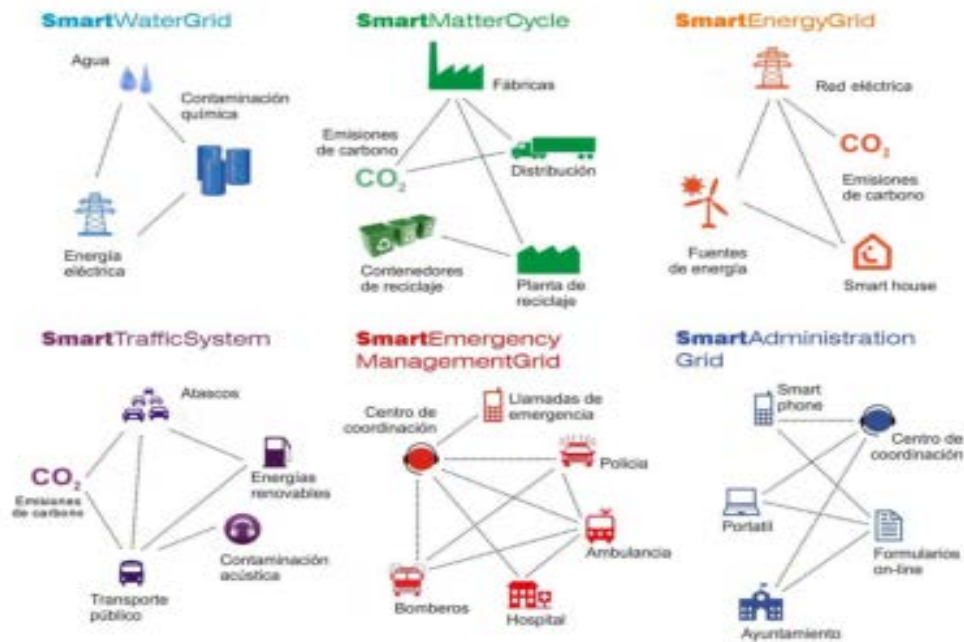 SmartWaterGrid
Agua
Contaminación
química
Energía
eléctrica
SmartMatterCycle
Fábricas
Emisiones
de carbono
CO₂
Distribución
Contenedores
de reciclaje
Planta de
reciclaje
SmartEnergyGrid
Red eléctrica
CO₂
Emisiones
de carbono
Fuentes
de energía
Smart house
SmartTrafficSystem
Atascos
CO₂
Emisiones
de carbono
Energías
renovables
Contaminación
acústica
Transporte
público
SmartEmergency
ManagementGrid
Llamadas de
emergencia
Centro de
coordinación
Policia
Ambulancia
Bomberos
Hospital
SmartAdministration
Grid
Smart
phone
Centro de
coordinación
Portatil
Formularios
on-line
Ayuntamiento